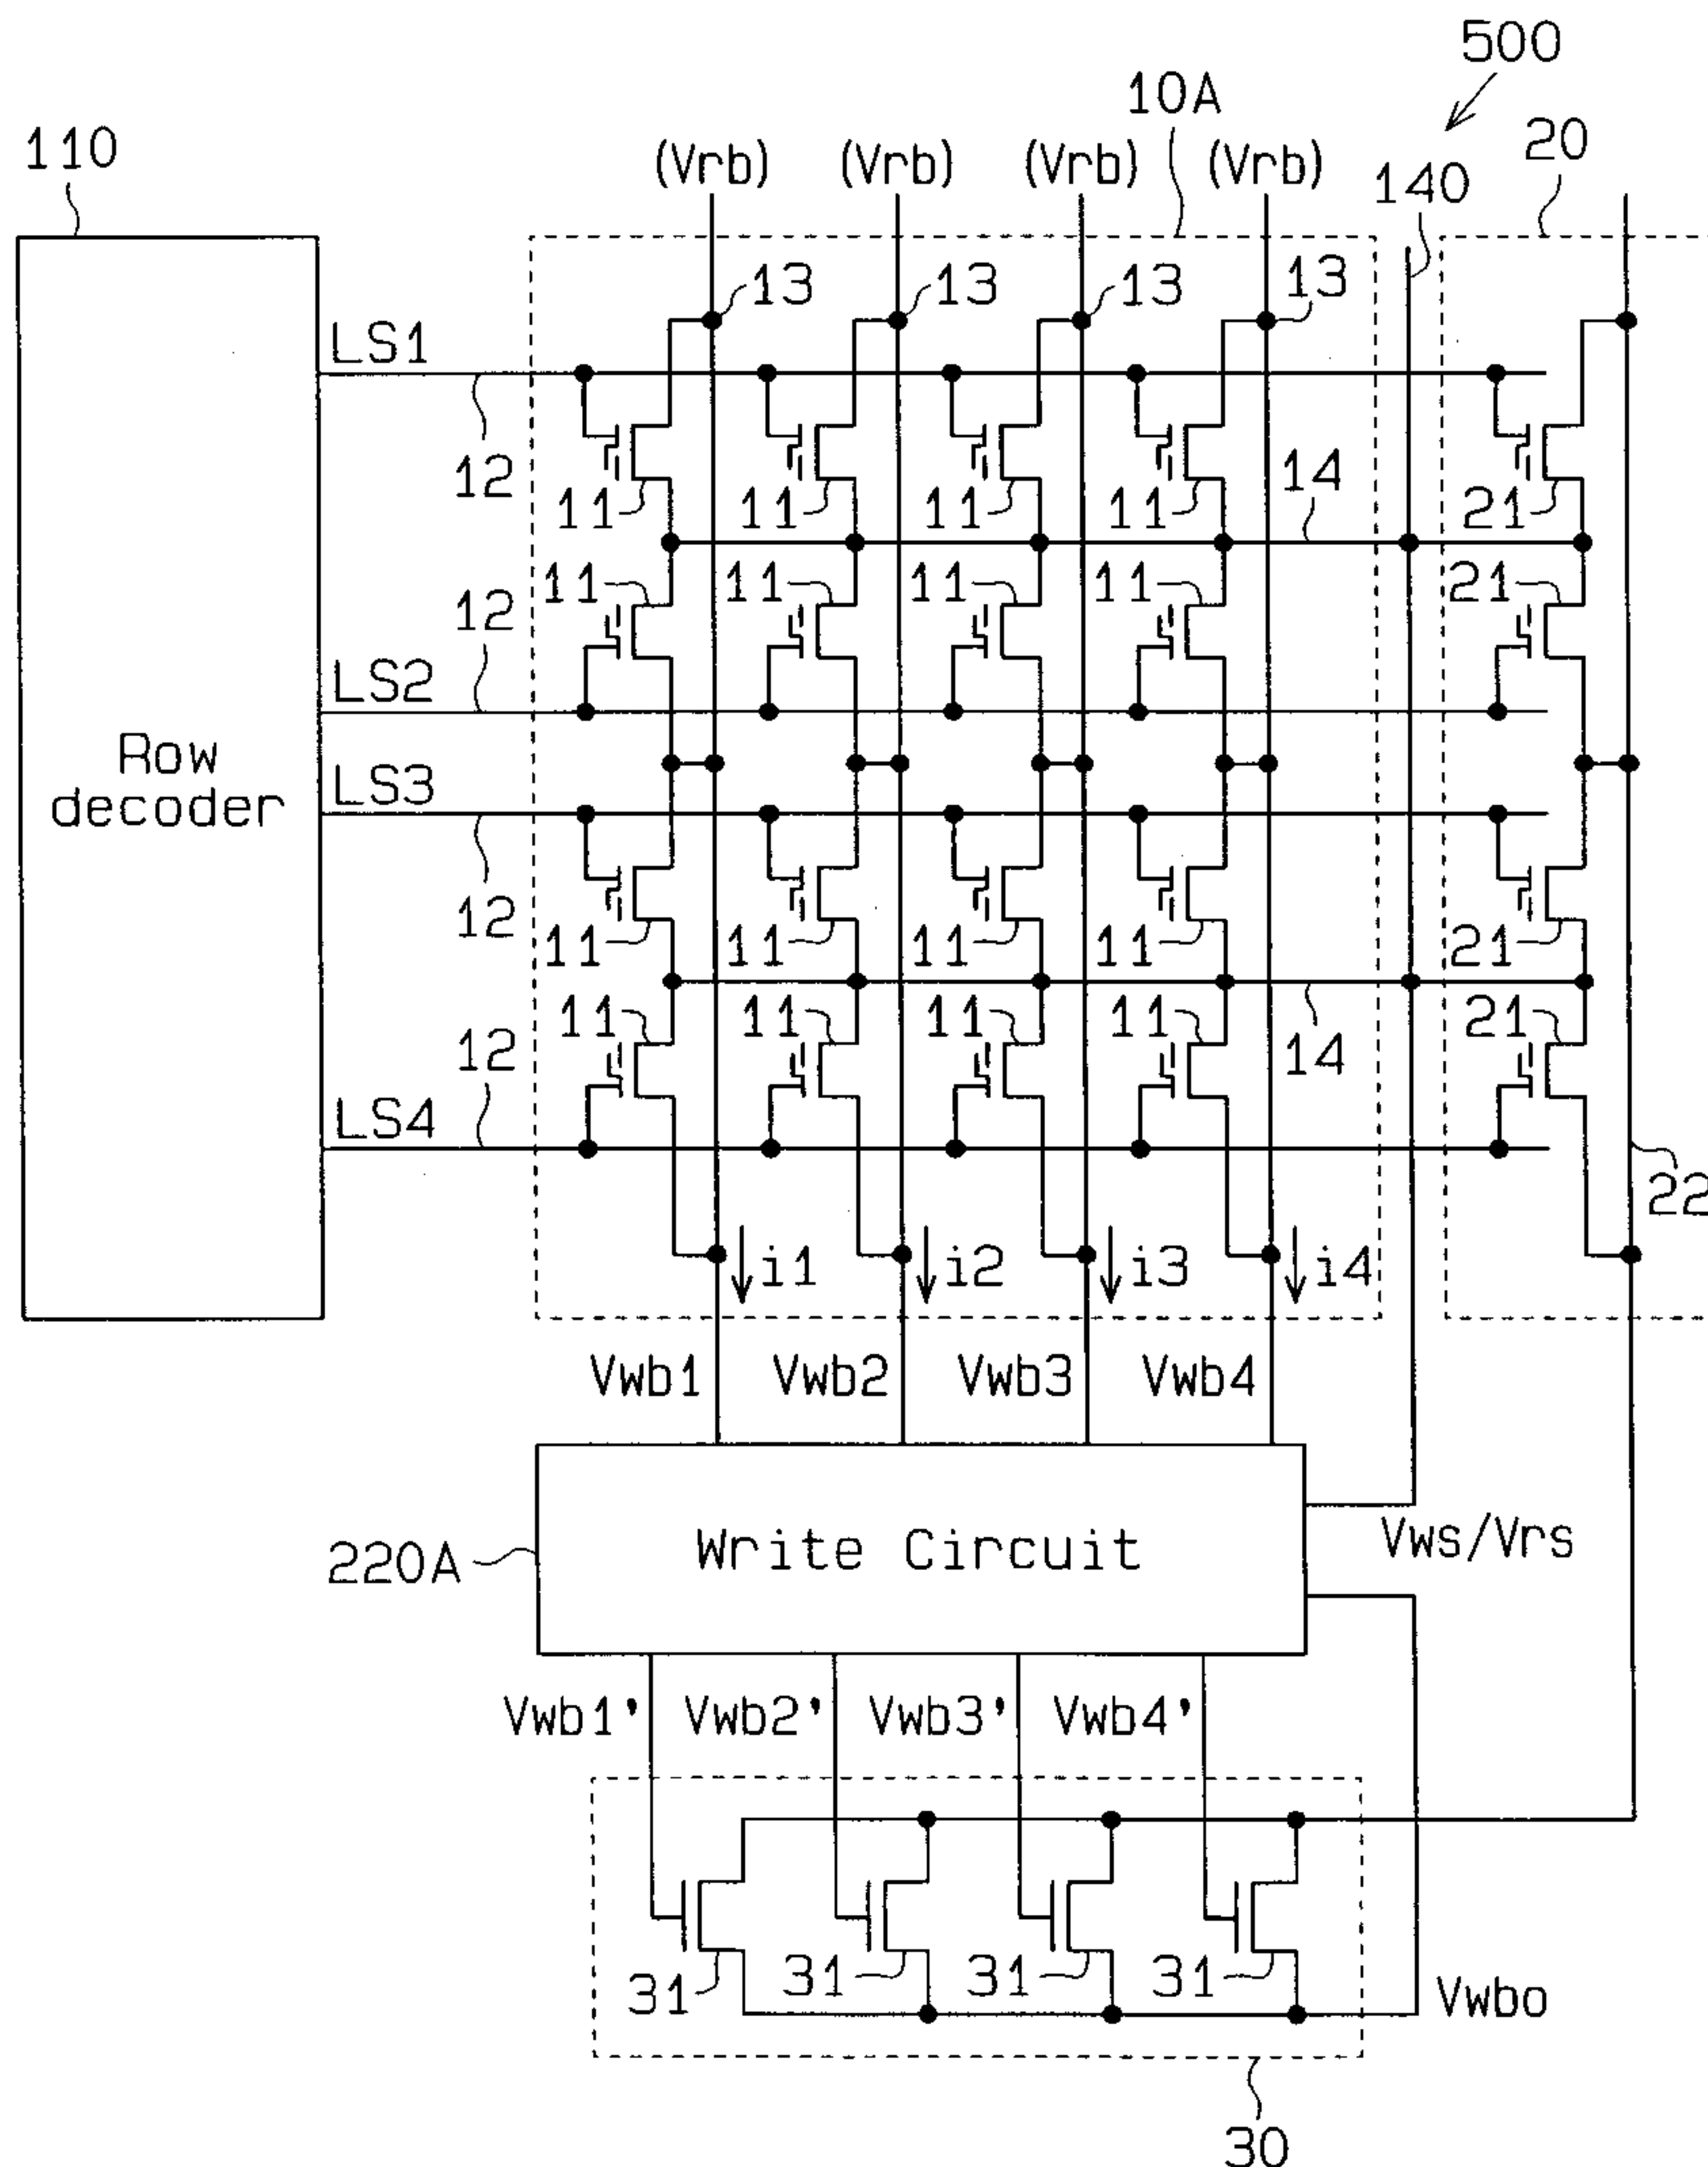 500
10A
110
(Vrb) (Vrb) (Vrb) (Vrb)
140
20
13 13 13 13
LS1
12
11 11 11 11 14 21
11 11 11 11 21
12
LS2
Row
decoder
LS3
12
11 11 11 11 21
11 11 11 11 14 21
12
LS4
22
i1 i2 i3 i4
Vwb1 Vwb2 Vwb3 Vwb4
Write Circuit
Vws/Vrs
220A
Vwb1' Vwb2' Vwb3' Vwb4'
31 31 31 31
Vwbo
30